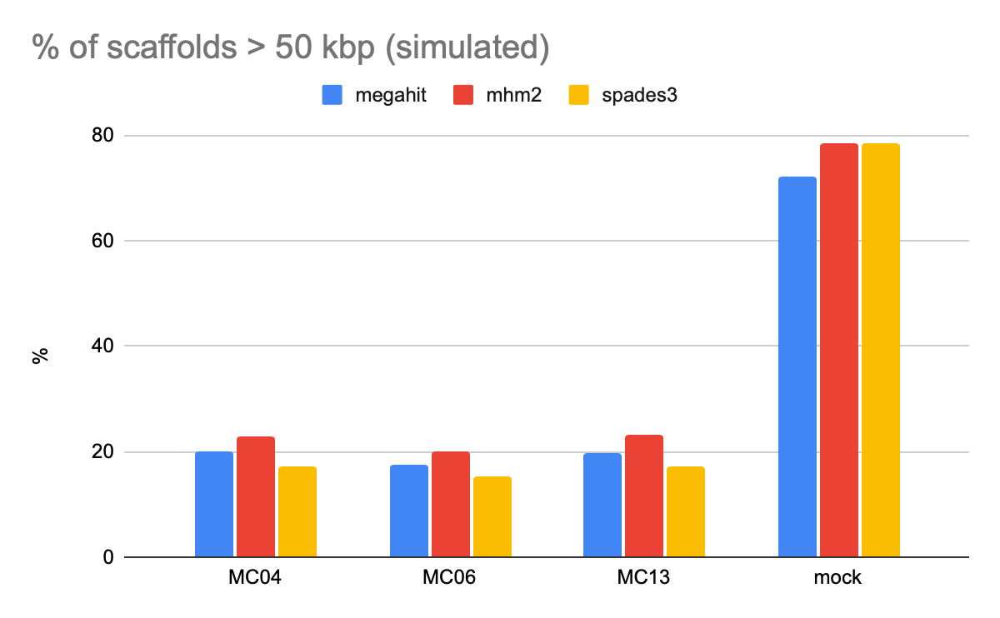 % of scaffolds > 50 kbp (simulated)
megahit mhm2 spades3
80
60
40
%
20
0
MC04 MC06 MC13 mock